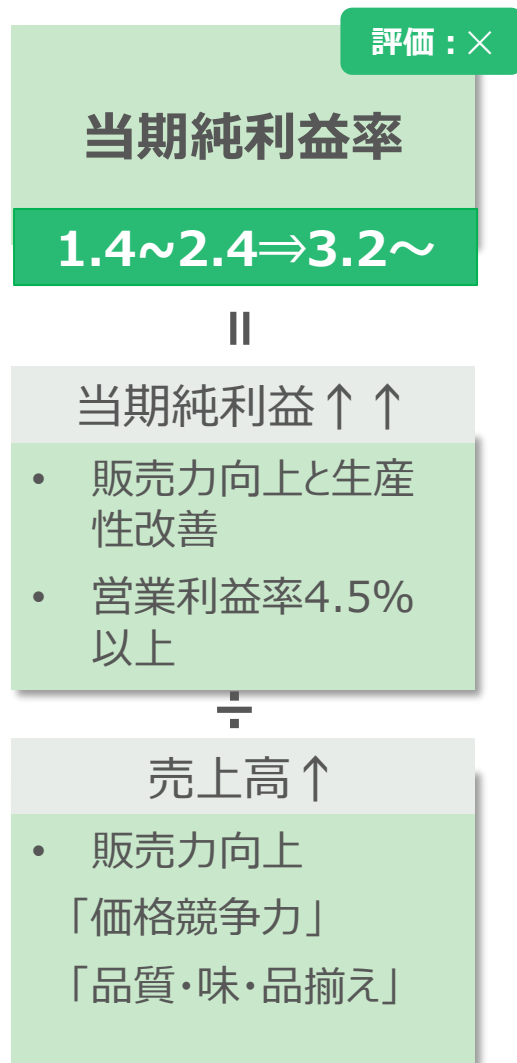 評価：×
当期純利益率
1.4~2.4⇒3.2～
＝
当期純利益↑↑
• 販売力向上と生産
性改善
• 営業利益率4.5%
以上
÷
売上高↑
• 販売力向上
「価格競争力」
「品質・味・品揃え」